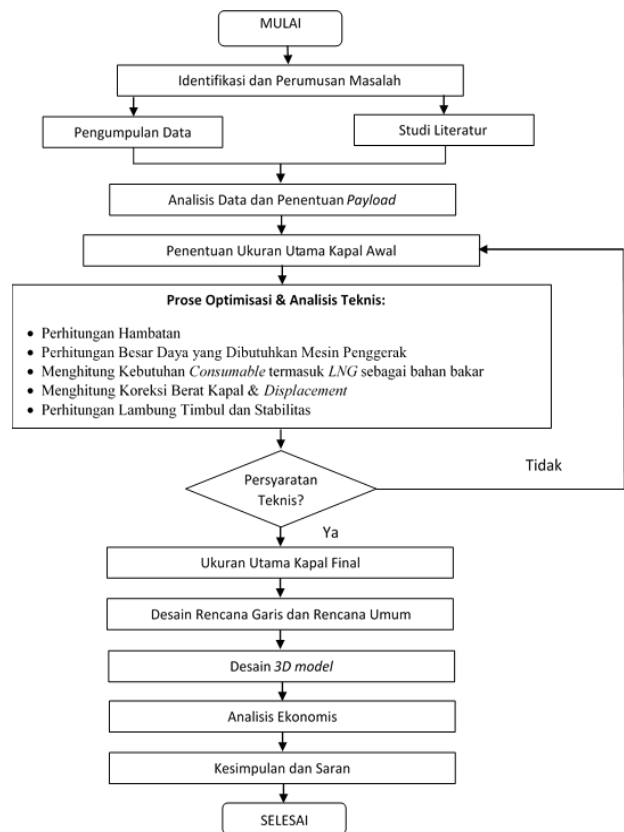 MULAI
Identifikasi dan Perumusan Masalah
Pengumpulan Data
Studi Literatur
Analisis Data dan Penentuan Payload
Penentuan Ukuran Utama Kapal Awal
Prose Optimisasi & Analisis Teknis:
• Perhitungan Hambatan
• Perhitungan Besar Daya yang Dibutuhkan Mesin Penggerak
• Menghitung Kebutuhan Consumable termasuk LNG sebagai bahan bakar
• Menghitung Koreksi Berat Kapal & Displacement
• Perhitungan Lambung Timbul dan Stabilitas
Persyaratan
Teknis?
Tidak
Ya
Ukuran Utama Kapal Final
Desain Rencana Garis dan Rencana Umum
Desain 3D model
Analisis Ekonomis
Kesimpulan dan Saran
SELESAI